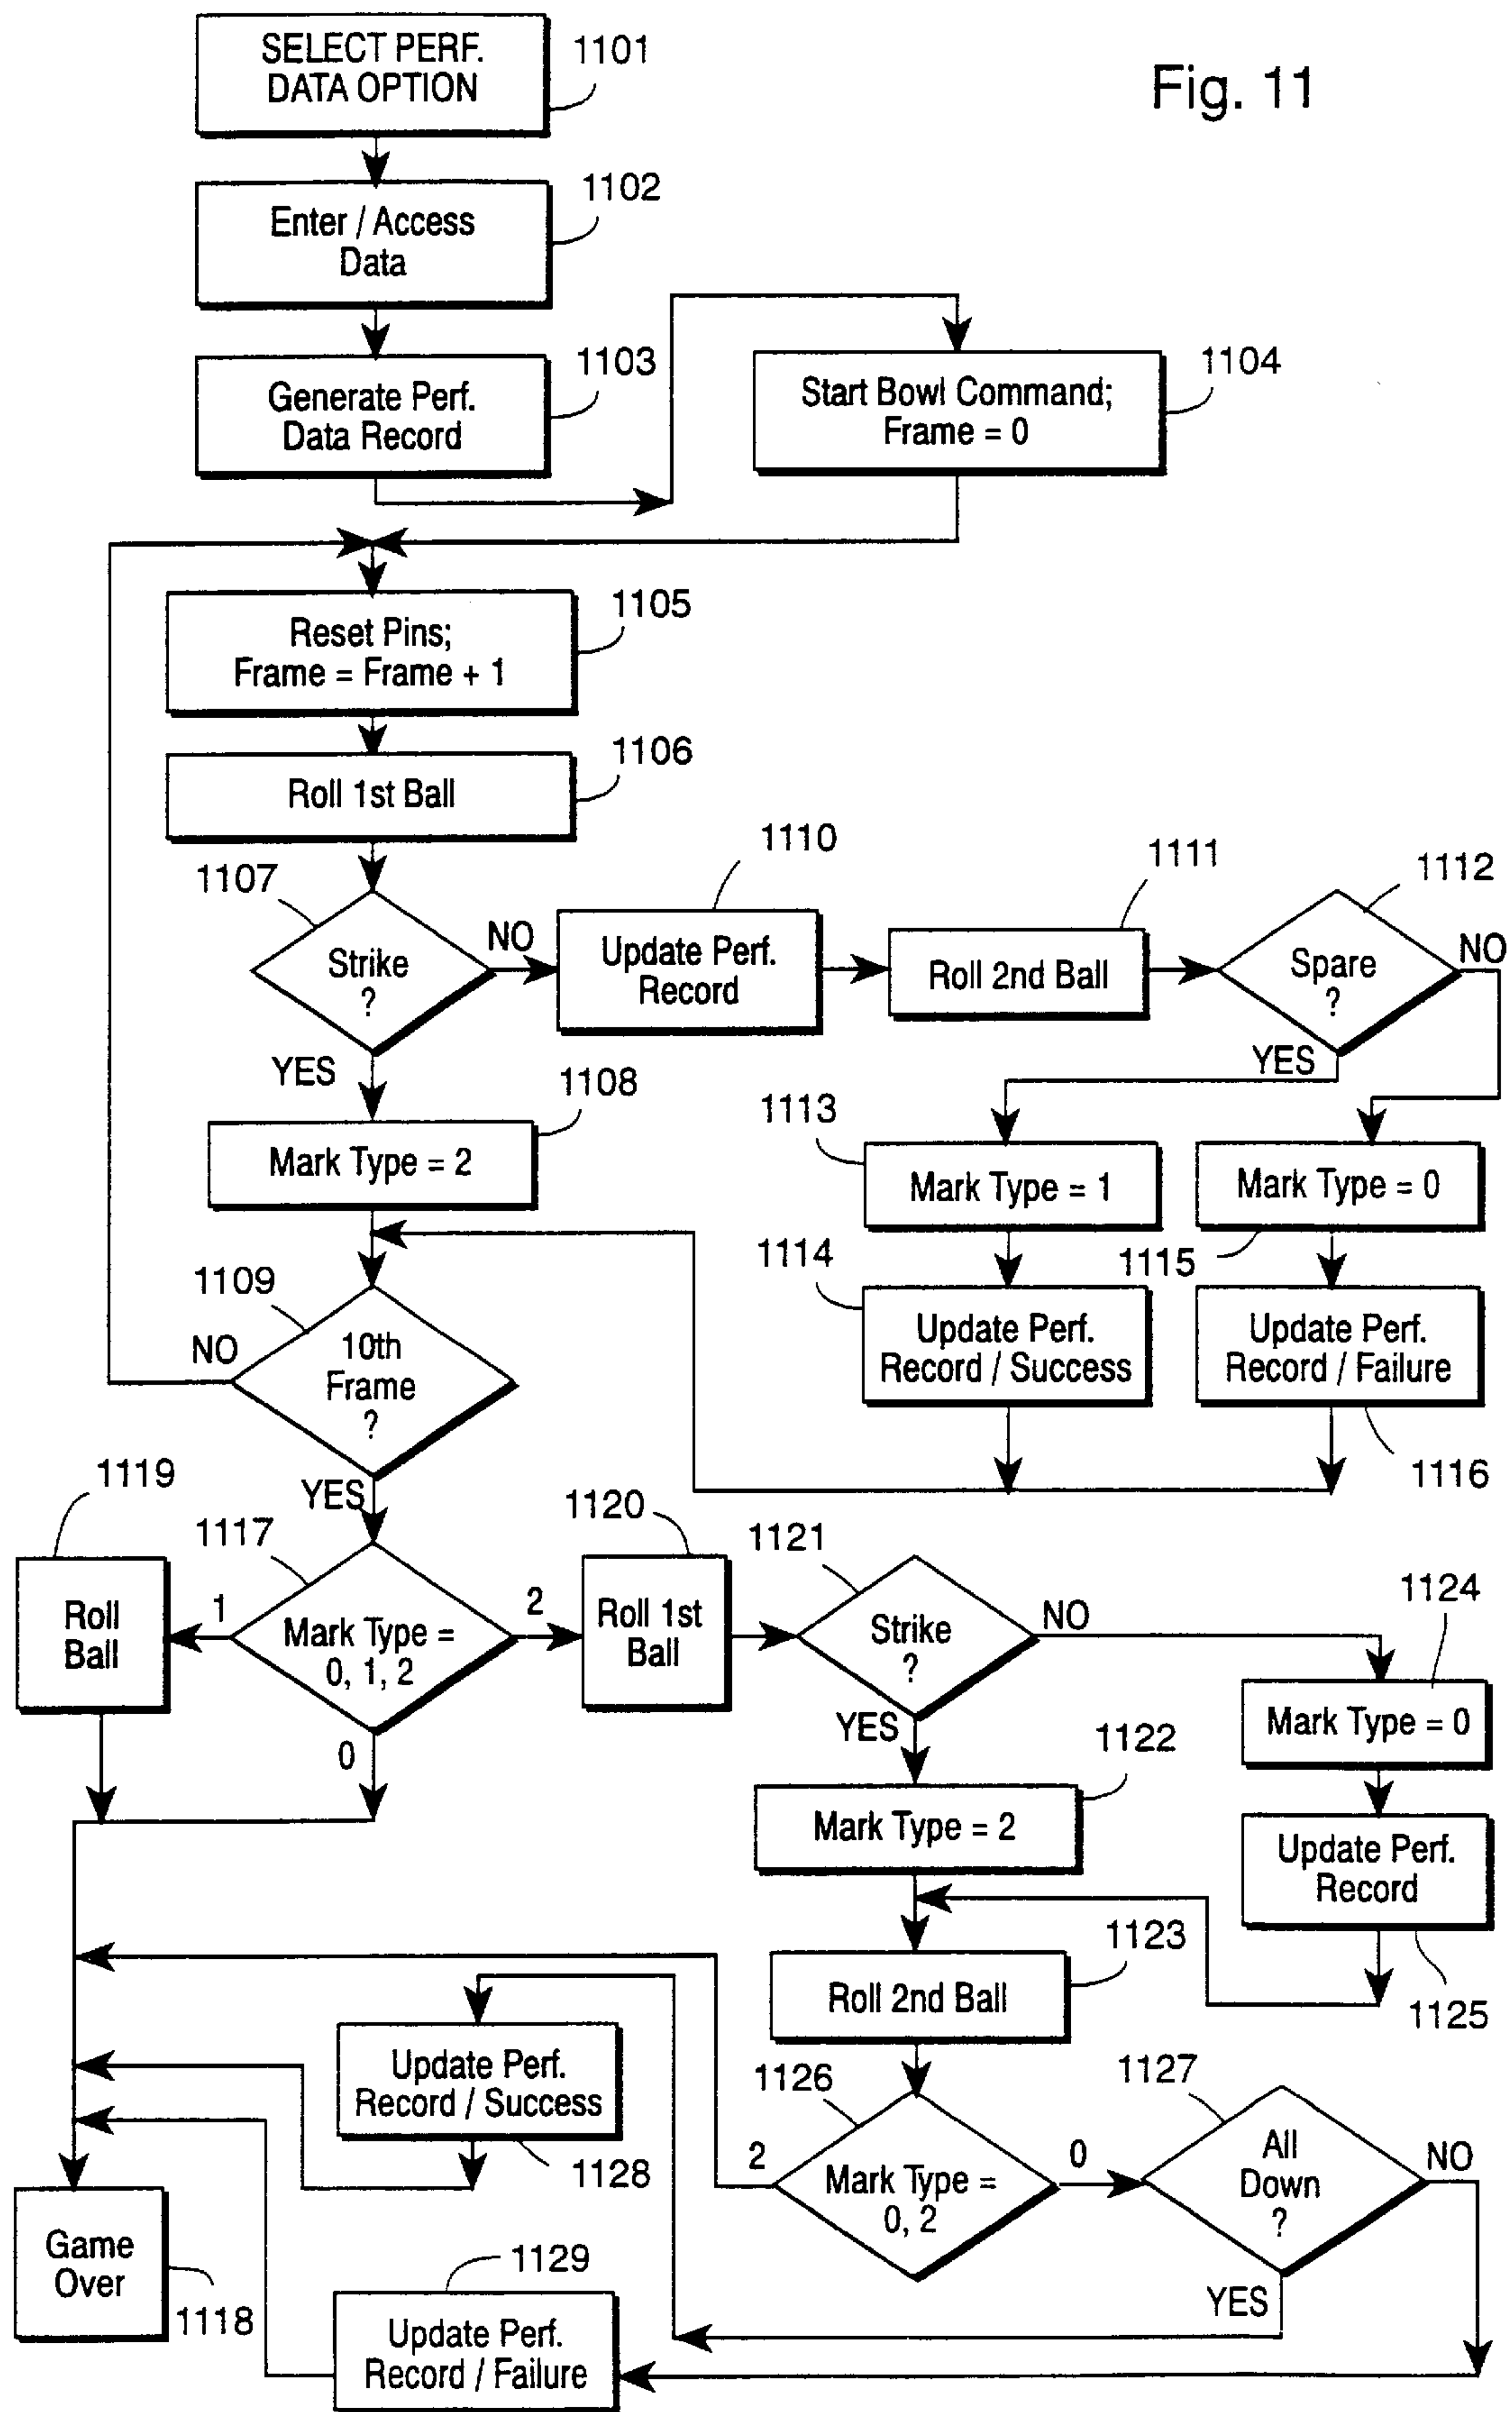 Fig. 11
SELECT PERF.
DATA OPTION
1101
Enter / Access
Data
1102
Generate Perf.
Data Record
1103
Start Bowl Command;
Frame = 0
1104
Reset Pins;
Frame = Frame + 1
1105
Roll 1st Ball
1106
1107
Strike
?
NO
YES
1110
Update Perf.
Record
1111
Roll 2nd Ball
1112
Spare
?
NO
YES
1108
Mark Type = 2
1113
Mark Type = 1
Mark Type = 0
1115
1114
Update Perf.
Record / Success
Update Perf.
Record / Failure
1116
1109
10th
Frame
?
NO
YES
1119
Roll
Ball
1117
Mark Type =
0, 1, 2
1
2
0
1120
Roll 1st
Ball
1121
Strike
?
NO
YES
1124
Mark Type = 0
1122
Mark Type = 2
Update Perf.
Record
1125
1123
Roll 2nd Ball
Update Perf.
Record / Success
1128
1126
Mark Type =
0, 2
2
0
1127
All
Down
?
NO
YES
Game
Over
1118
1129
Update Perf.
Record / Failure